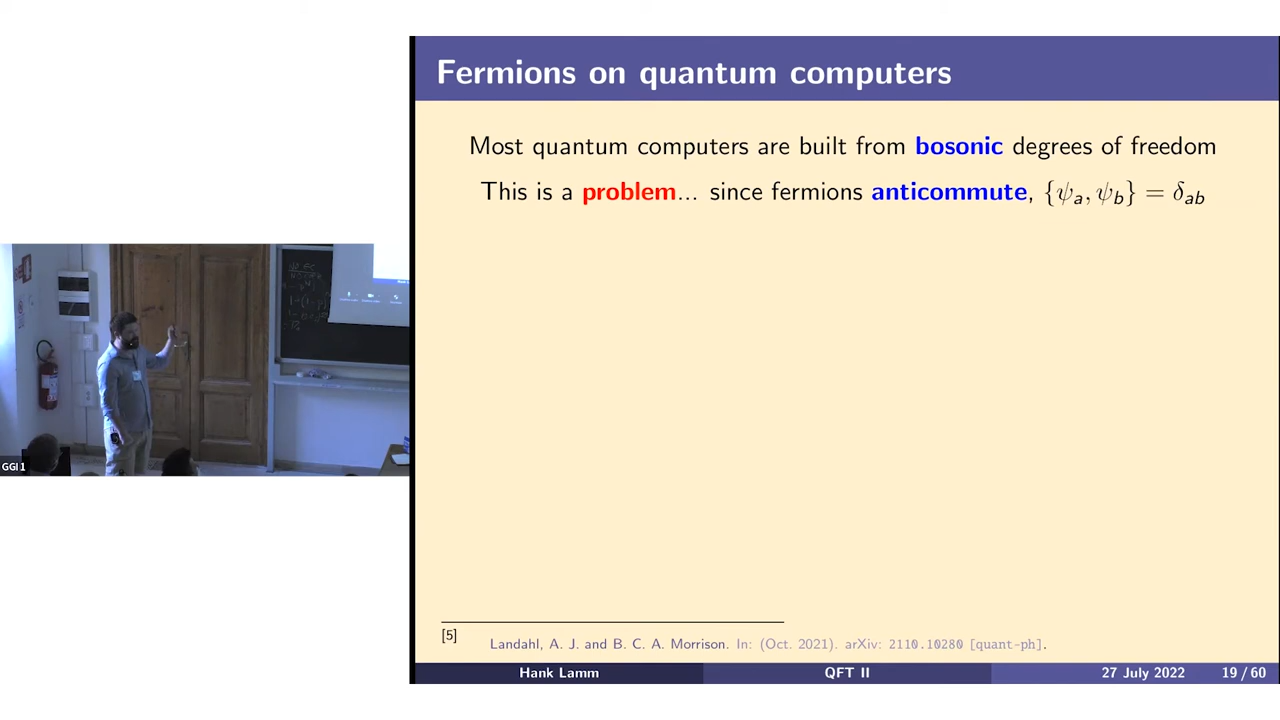 Fermions on quantum computers
Most quantum computers are built from bosonic degrees of freedom
This is a problem... since fermions anticommute, {ψₐ, ψ_b} = δ_ab
[5] Landahl, A. J. and B. C. A. Morrison. In: (Oct. 2021). arXiv: 2110.10280 [quant-ph].
Hank Lamm QFT II 27 July 2022 19 / 60
GGI 1